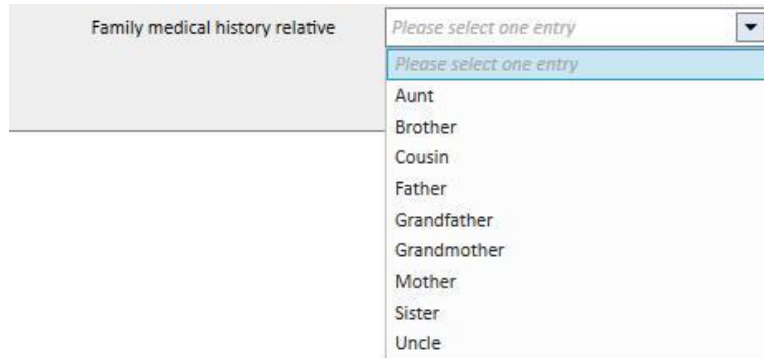 Family medical history relative
Please select one entry
Please select one entry
Aunt
Brother
Cousin
Father
Grandfather
Grandmother
Mother
Sister
Uncle